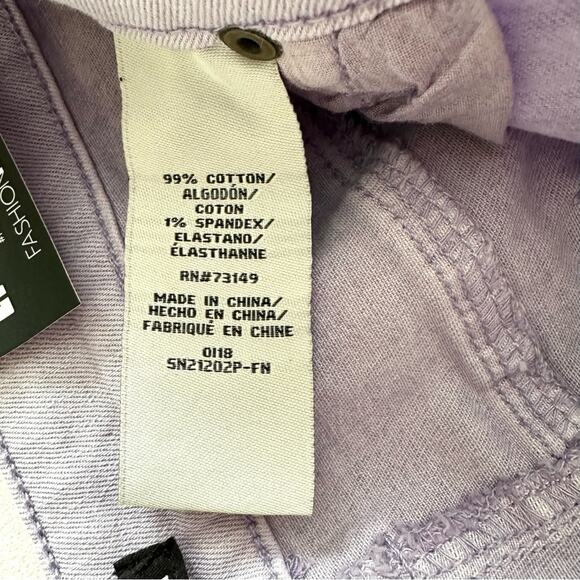 99% COTTON/
ALGODÓN/
COTON
1% SPANDEX/
ELASTANO/
ÉLASTHANNE
RN#73149
MADE IN CHINA/
HECHO EN CHINA/
FABRIQUÉ EN CHINE
0118
SN21202P-FN
FASHION
#